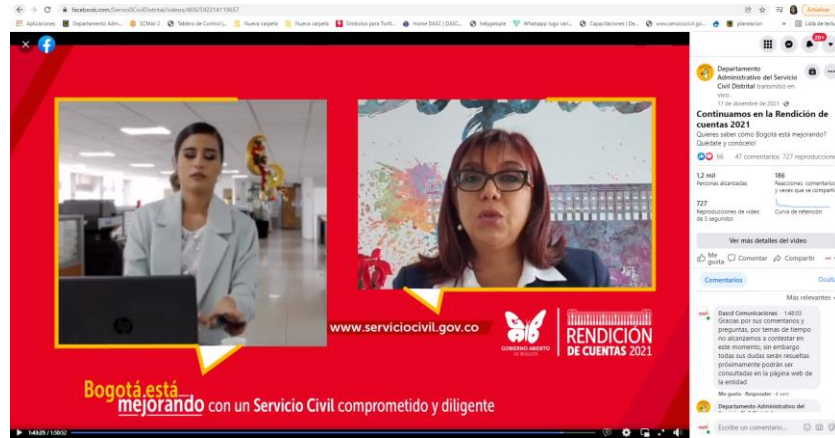 facebook.com/ServicioCivilDistrital/videos/4692592214119657
Actualizar
Aplicaciones
Departamento Adm...
SCMail 2
Tablero de Control (...
Nueva carpeta
Nueva carpeta
Símbolos para Twitt...
Home DASC | DASC...
helppeople
Whatsapp logo vari...
Capacitaciones | De...
www.serviciocivil.go...
planeacion
Lista de lectu
20+
Departamento
Administrativo del Servicio
Civil Distrital transmitió en
vivo.
17 de diciembre de 2021
Continuamos en la Rendición de
cuentas 2021
Quieres saber cómo Bogotá está mejorando?
Quédate y conócelo!
66 47 comentarios 727 reproducciones
1,2 mil
Personas alcanzadas
186
Reacciones, comentarios
y veces que se comparti
727
Reproducciones de video
de 3 segundos
Curva de retención
Ver más detalles del video
Me gusta
Comentar
Compartir
Comentarios
Oculta
Más relevantes
Dascd Comunicaciones · 1:48:03
Gracias por sus comentarios y
preguntas, por temas de tiempo
no alcanzamos a contestar en
este momento, sin embargo
todas sus dudas serán resueltas
próximamente podrán ser
consultadas en la página web de
la entidad
Me gusta · Responder · 4 sem
Departamento Administrativo del
Escribe un comentario...
hp
www.serviciocivil.gov.co
GOBIERNO ABIERTO
DE BOGOTÁ
RENDICIÓN
DE CUENTAS 2021
Bogotá está
mejorando con un Servicio Civil comprometido y diligente
1:43:25 / 1:50:52